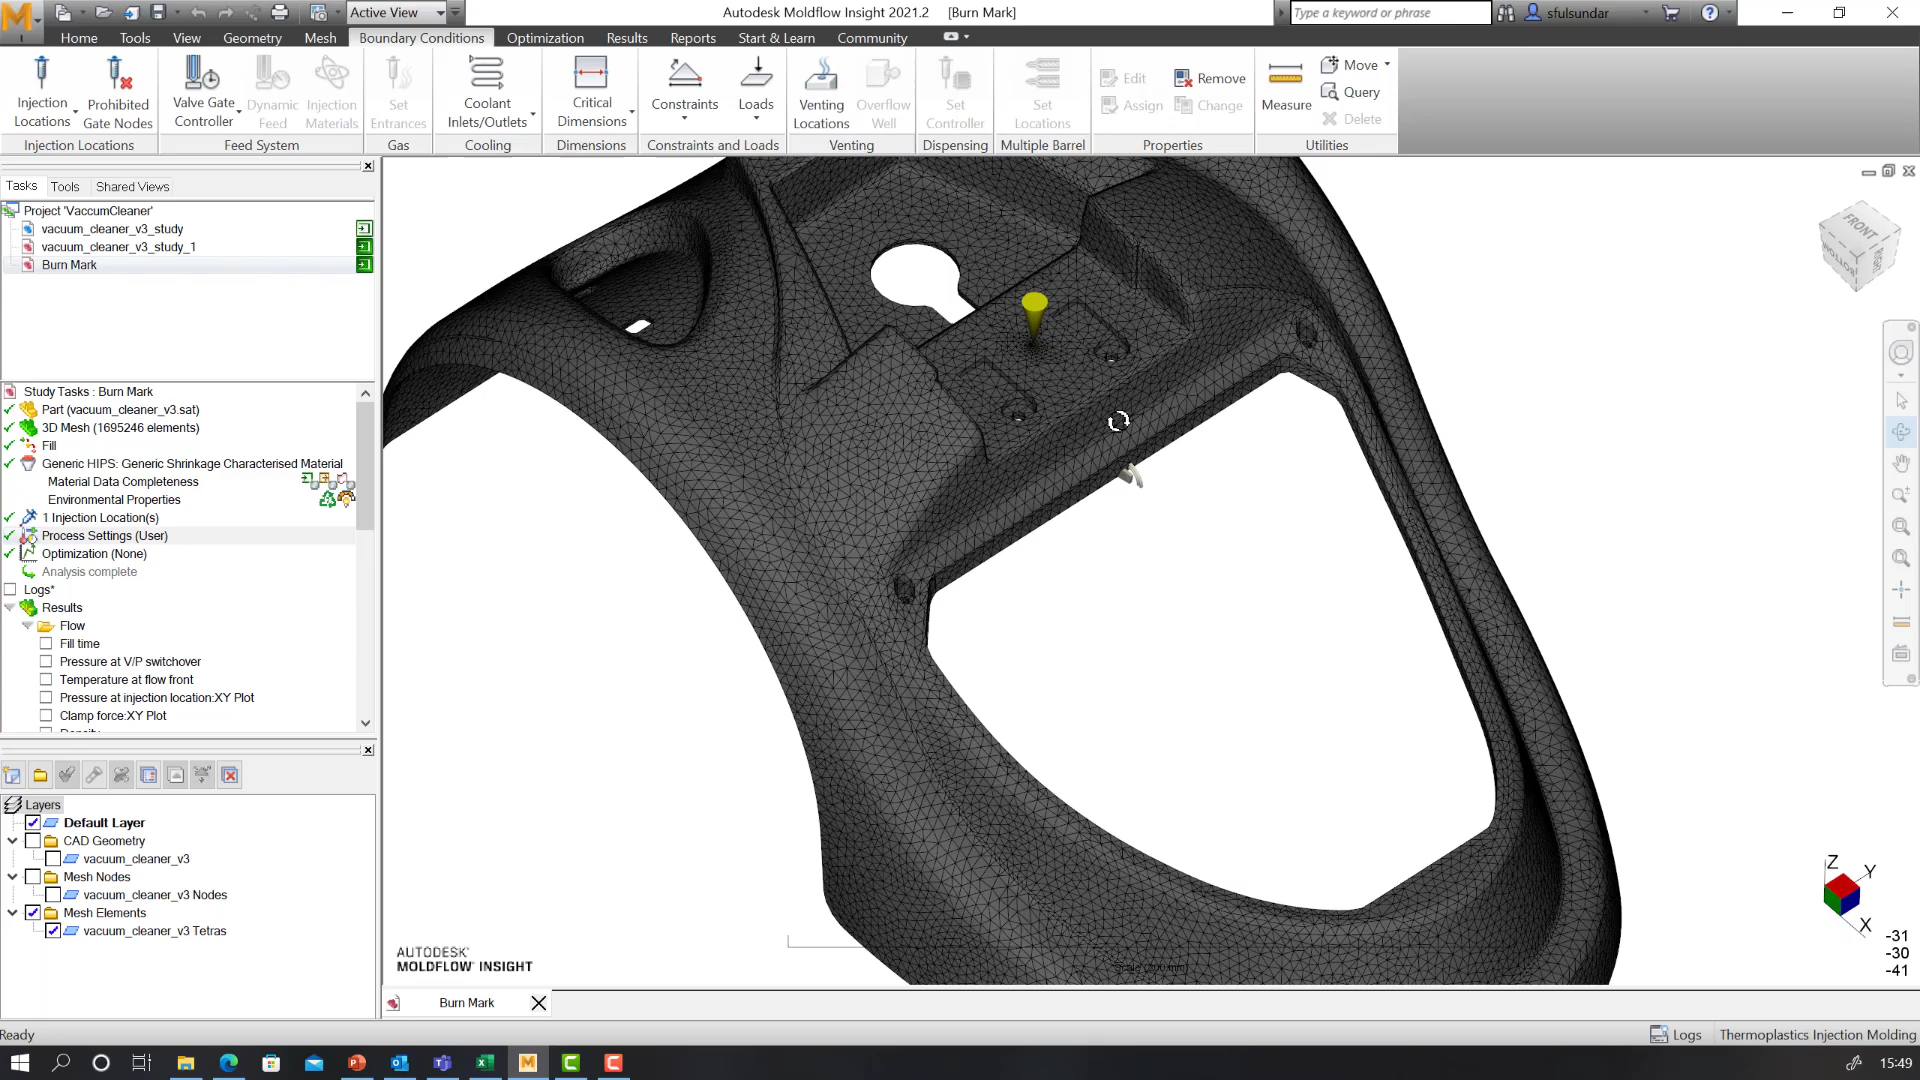 Active View
Autodesk Moldflow Insight 2021.2   [Burn Mark]
Type a keyword or phrase
sfulsundar
Home Tools View Geometry Mesh Boundary Conditions Optimization Results Reports Start & Learn Community
Injection Locations
Prohibited Gate Nodes
Valve Gate Controller
Dynamic Feed
Injection Materials
Set Entrances
Coolant Inlets/Outlets
Critical Dimensions
Constraints
Loads
Venting Locations
Overflow Well
Set Controller
Set Locations
Edit
Remove
Assign
Change
Measure
Move
Query
Delete
Injection Locations Feed System Gas Cooling Dimensions Constraints and Loads Venting Dispensing Multiple Barrel Properties Utilities
Tasks Tools Shared Views
Project 'VaccumCleaner'
vacuum_cleaner_v3_study
vacuum_cleaner_v3_study_1
Burn Mark
Study Tasks : Burn Mark
Part (vacuum_cleaner_v3.sat)
3D Mesh (1695246 elements)
Fill
Generic HIPS: Generic Shrinkage Characterised Material
Material Data Completeness
Environmental Properties
1 Injection Location(s)
Process Settings (User)
Optimization (None)
Analysis complete
Logs*
Results
Flow
Fill time
Pressure at V/P switchover
Temperature at flow front
Pressure at injection location:XY Plot
Clamp force:XY Plot
Layers
Default Layer
CAD Geometry
vacuum_cleaner_v3
Mesh Nodes
vacuum_cleaner_v3 Nodes
Mesh Elements
vacuum_cleaner_v3 Tetras
FRONT
BOTTOM
RIGHT
Z
Y
X
-31
-30
-41
AUTODESK
MOLDFLOW INSIGHT
Burn Mark
Ready
Logs
Thermoplastics Injection Molding
15:49